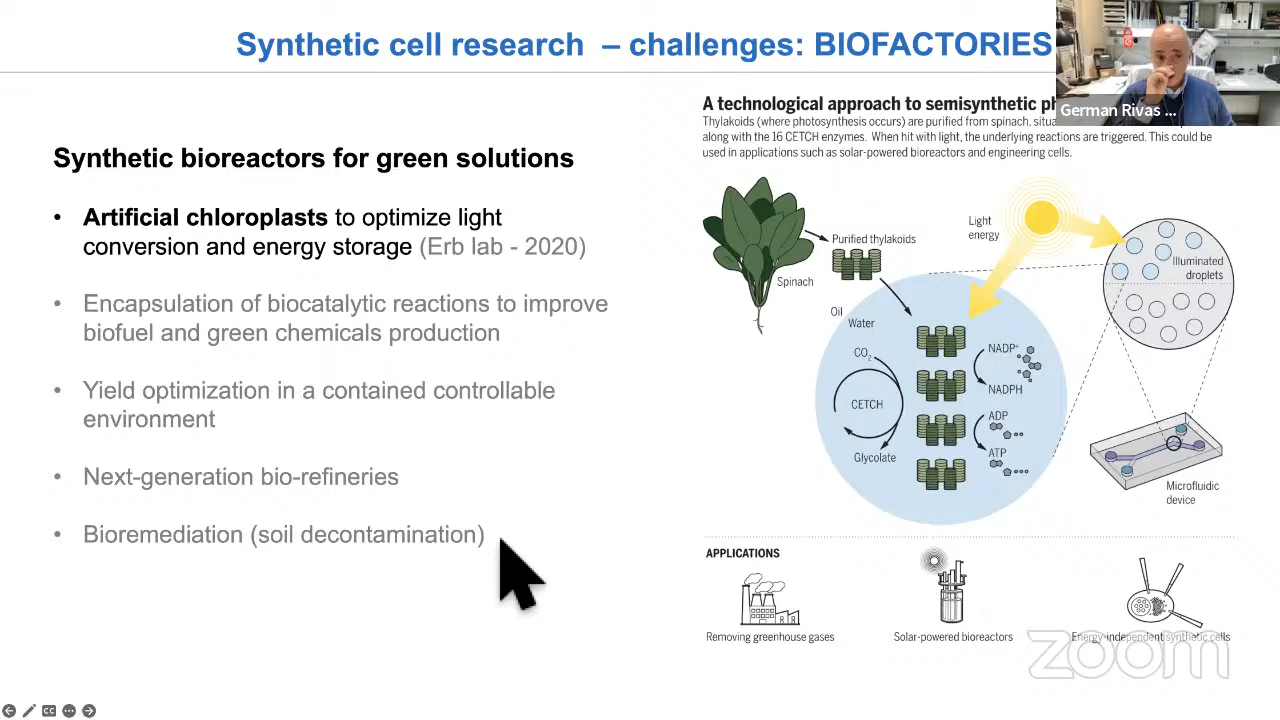 Synthetic cell research – challenges: BIOFACTORIES
German Rivas ...
Synthetic bioreactors for green solutions
• Artificial chloroplasts to optimize light
conversion and energy storage (Erb lab - 2020)
• Encapsulation of biocatalytic reactions to improve
biofuel and green chemicals production
• Yield optimization in a contained controllable
environment
• Next-generation bio-refineries
• Bioremediation (soil decontamination)
A technological approach to semisynthetic
Thylakoids (where photosynthesis occurs) are purified from spinach,
along with the 16 CETCH enzymes. When hit with light, the underlying reactions are triggered. This could be
used in applications such as solar-powered bioreactors and engineering cells.
Light
energy
Purified thylakoids
Spinach
Illuminated
droplets
Oil
Water
CO₂
CETCH
Glycolate
NADP⁺
NADPH
ADP
ATP
Microfluidic
device
APPLICATIONS
Removing greenhouse gases
Solar-powered bioreactors
Energy-independent synthetic cells
zoom
CC